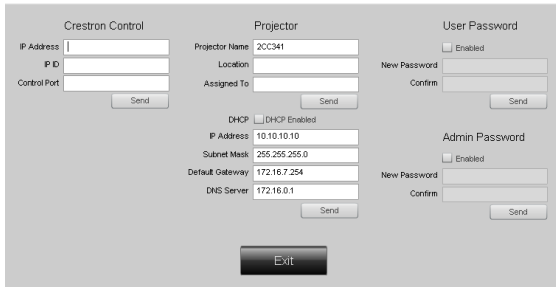 Crestron Control
IP Address
IP ID
Control Port
Send
Projector
Projector Name 2CC341
Location
Assigned To
Send
DHCP DHCP Enabled
IP Address 10.10.10.10
Subnet Mask 255.255.255.0
Default Gateway 172.16.7.254
DNS Server 172.16.0.1
Send
User Password
Enabled
New Password
Confirm
Send
Admin Password
Enabled
New Password
Confirm
Send
Exit